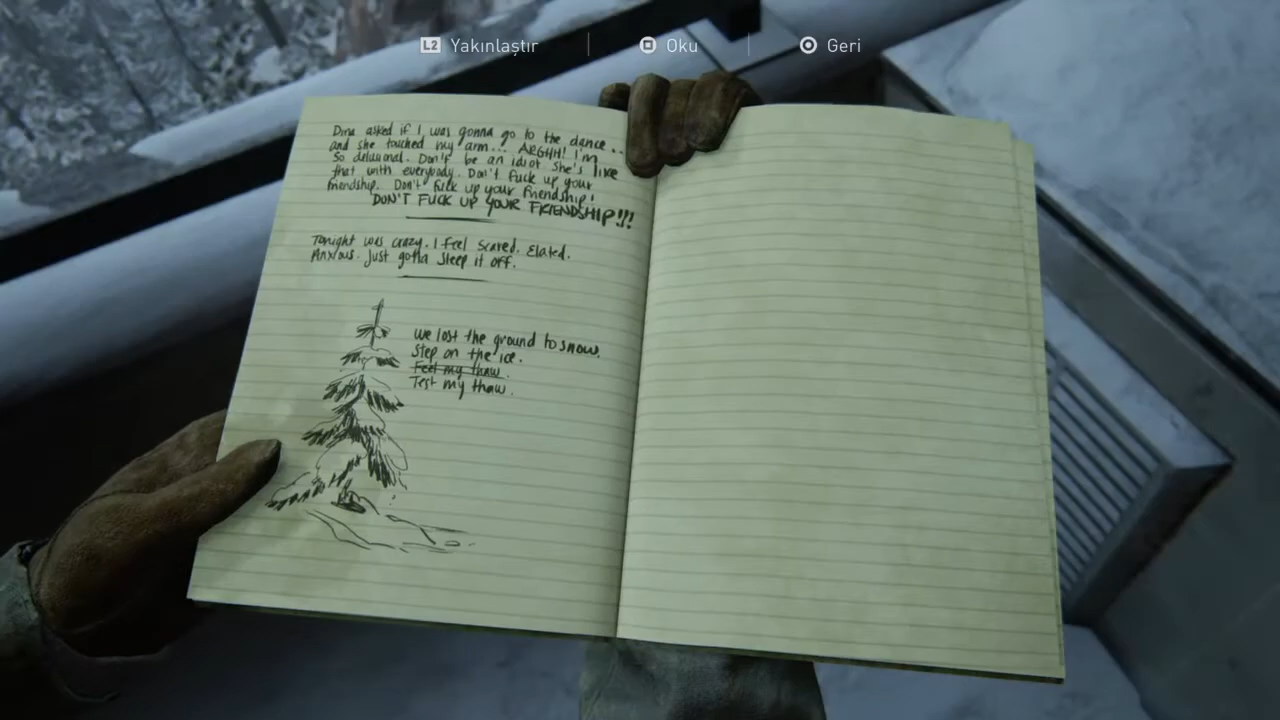 L2 Yakınlaştır
Oku
Geri
Dina asked if I was gonna go to the dance...
and she touched my arm... ARGHH! I'm
so delusional. Don't be an idiot. She's like
that with everybody. Don't fuck up your
friendship. Don't fuck up your friendship!
DON'T FUCK UP YOUR FRIENDSHIP!!!
Tonight was crazy. I feel scared. Elated.
Anxious. Just gotta sleep it off.
We lost the ground to snow.
Step on the ice.
Feel my thaw.
Test my thaw.